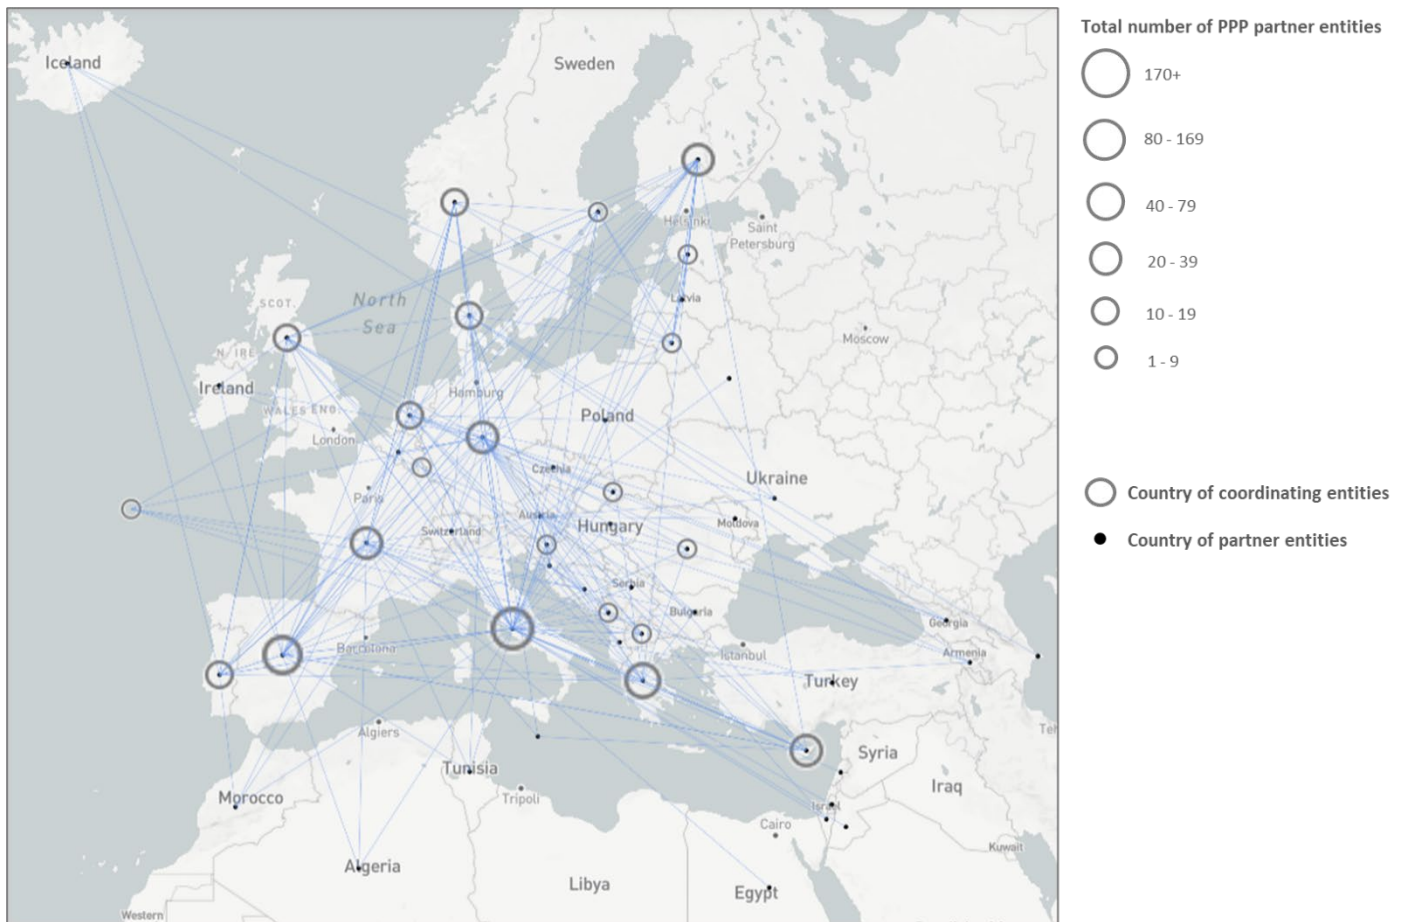 Total number of PPP partner entities
170+
80 - 169
40 - 79
20 - 39
10 - 19
1 - 9
Country of coordinating entities
Country of partner entities
Iceland
Sweden
Helsinki
Saint
Petersburg
SCOT.
North
Sea
Latvia
Moscow
N. IRE
Ireland
WALES ENG.
Hamburg
London
Poland
Czechia
Ukraine
Paris
Austria
Hungary
Moldova
Switzerland
Serbia
Bulgaria
Georgia
Barcelona
Istanbul
Armenia
Turkey
Algiers
Ter
Syria
Tunisia
Iraq
Morocco
Tripoli
Israel
Cairo
Kuwait
Algeria
Libya
Egypt
Western